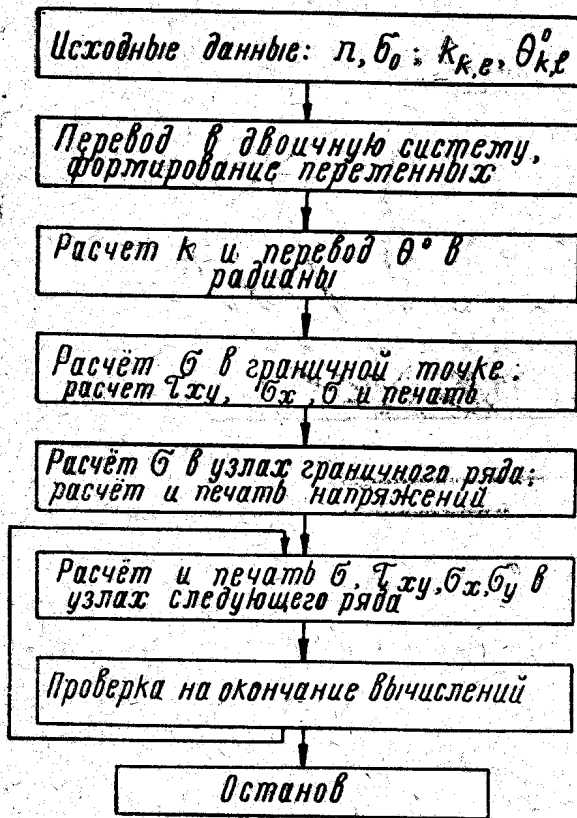 Исходные данные: n, σ₀; k_k,e, θ°_k,ℓ
Перевод в двоичную систему,
формирование переменных
Расчет k и перевод θ° в
радианы
Расчёт σ в граничной точке:
расчет τxy, σx, σ и печать
Расчёт σ в узлах граничного ряда:
расчёт и печать напряжений
Расчёт и печать σ, τxy, σx, σy в
узлах следующего ряда
Проверка на окончание вычислений
Останов